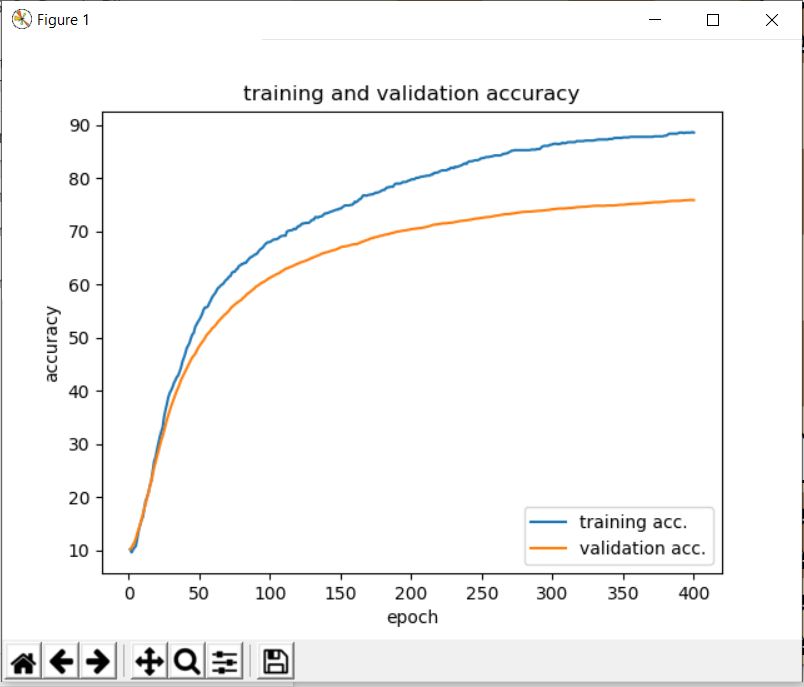 Figure 1
training and validation accuracy
90
80
70
60
50
40
30
20
10
accuracy
training acc.
validation acc.
0 50 100 150 200 250 300 350 400
epoch